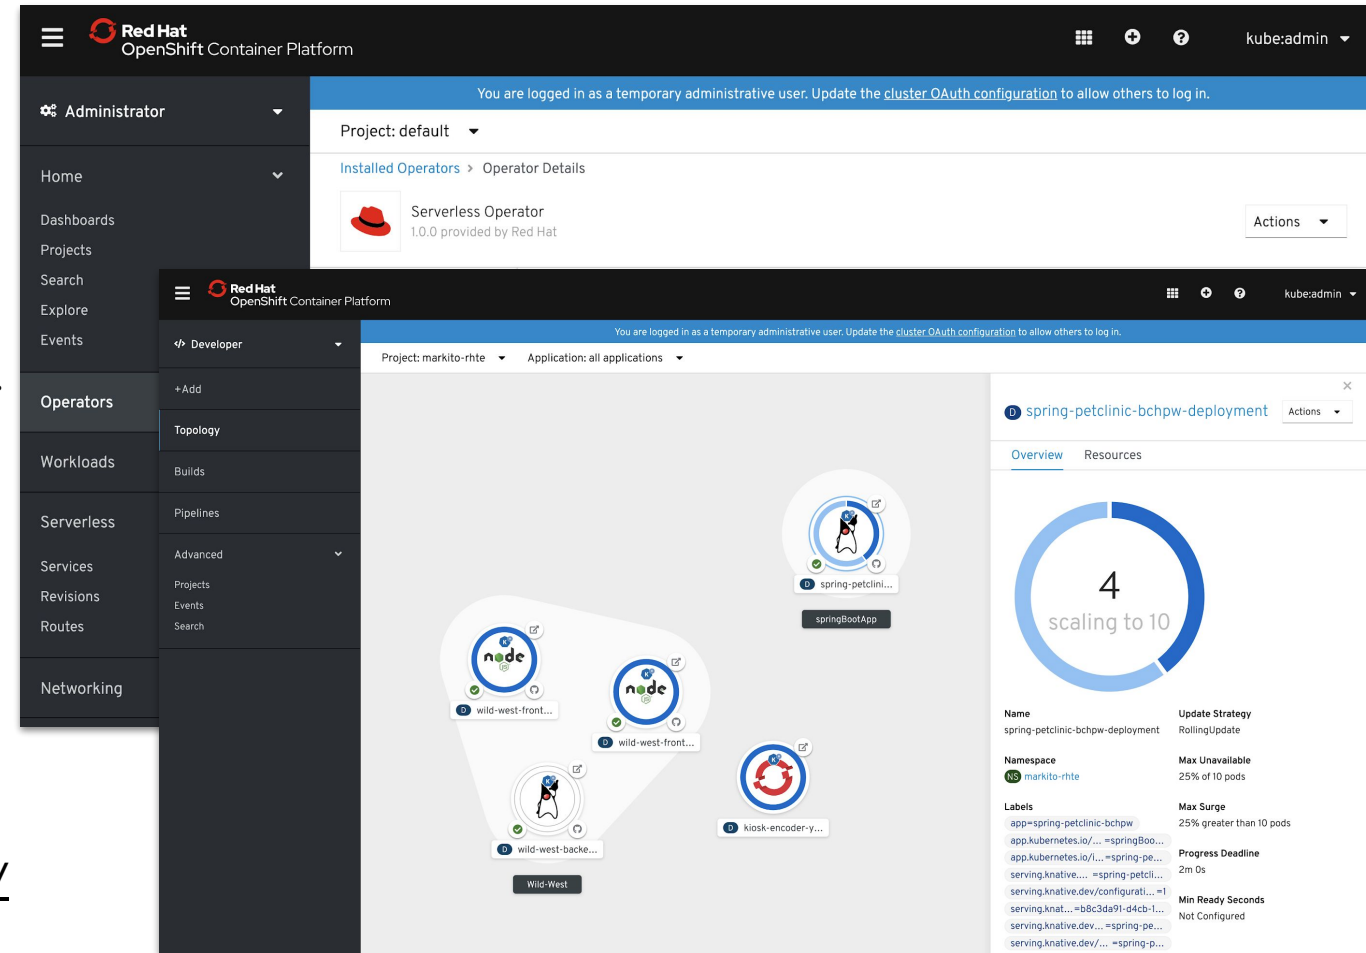 Red Hat
OpenShift Container Platform
kube:admin
Administrator
You are logged in as a temporary administrative user. Update the cluster OAuth configuration to allow others to log in.
Project: default
Home
Installed Operators > Operator Details
Dashboards
Serverless Operator
1.0.0 provided by Red Hat
Actions
Projects
Search
Explore
Events
Operators
Workloads
Serverless
Services
Revisions
Routes
Networking
Red Hat
OpenShift Container Platform
kube:admin
Developer
You are logged in as a temporary administrative user. Update the cluster OAuth configuration to allow others to log in.
Project: markito-rhte
Application: all applications
+Add
Topology
Builds
Pipelines
Advanced
Projects
Events
Search
D spring-petclini...
springBootApp
node
JS
D wild-west-front...
node
JS
D wild-west-front...
D kiosk-encoder-y...
D wild-west-backe...
Wild-West
D spring-petclinic-bchpw-deployment
Actions
Overview Resources
4
scaling to 10
Name
spring-petclinic-bchpw-deployment
Namespace
NS markito-rhte
Labels
app=spring-petclinic-bchpw
app.kubernetes.io/... =springBoo...
app.kubernetes.io/i... =spring-pe...
serving.knative.... =spring-petcli...
serving.knative.dev/configurati... =1
serving.knat... =b8c3da91-d4cb-1...
serving.knative.dev... =spring-pe...
serving.knative.dev/... =spring-p...
Update Strategy
RollingUpdate
Max Unavailable
25% of 10 pods
Max Surge
25% greater than 10 pods
Progress Deadline
2m 0s
Min Ready Seconds
Not Configured